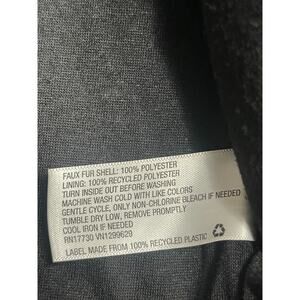 FAUX FUR SHELL: 100% POLYESTER
LINING: 100% RECYCLED POLYESTER
TURN INSIDE OUT BEFORE WASHING
MACHINE WASH COLD WITH LIKE COLORS
GENTLE CYCLE, ONLY NON-CHLORINE BLEACH IF NEEDED
TUMBLE DRY LOW, REMOVE PROMPTLY
COOL IRON IF NEEDED
RN17730 VN1299629
LABEL MADE FROM 100% RECYCLED PLASTIC